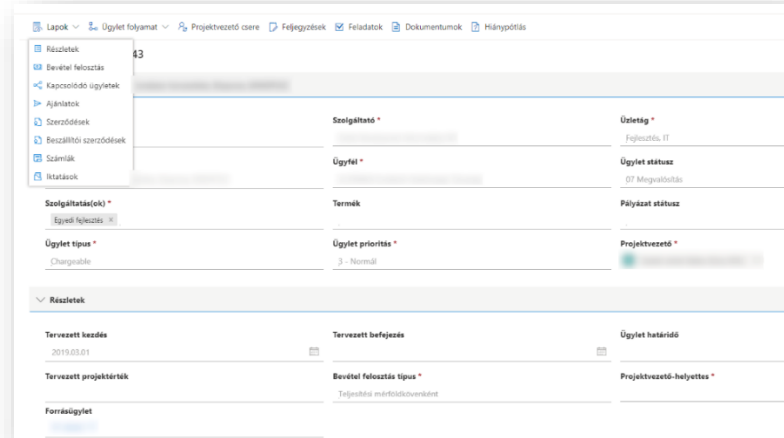 Lapok Ügylet folyamat Projektvezető csere Feljegyzések Feladatok Dokumentumok Hiánypótlás
Részletek
43
Bevétel felosztás
Kapcsolódó ügyletek
Ajánlatok
Szerződések
Beszállítói szerződések
Számlák
Iktatások
Szolgáltató * Üzletág *
Fejlesztés, IT
Ügyfél * Ügylet státusz
07 Megvalósítás
Szolgáltatás(ok) * Termék Pályázat státusz
Egyedi fejlesztés ×
Ügylet típus * Ügylet prioritás * Projektvezető *
Chargeable 3 - Normál
Részletek
Tervezett kezdés Tervezett befejezés Ügylet határidő
2019.03.01
Tervezett projektérték Bevétel felosztás típus * Projektvezető-helyettes *
Teljesítési mérföldkövenként
Forrásügylet